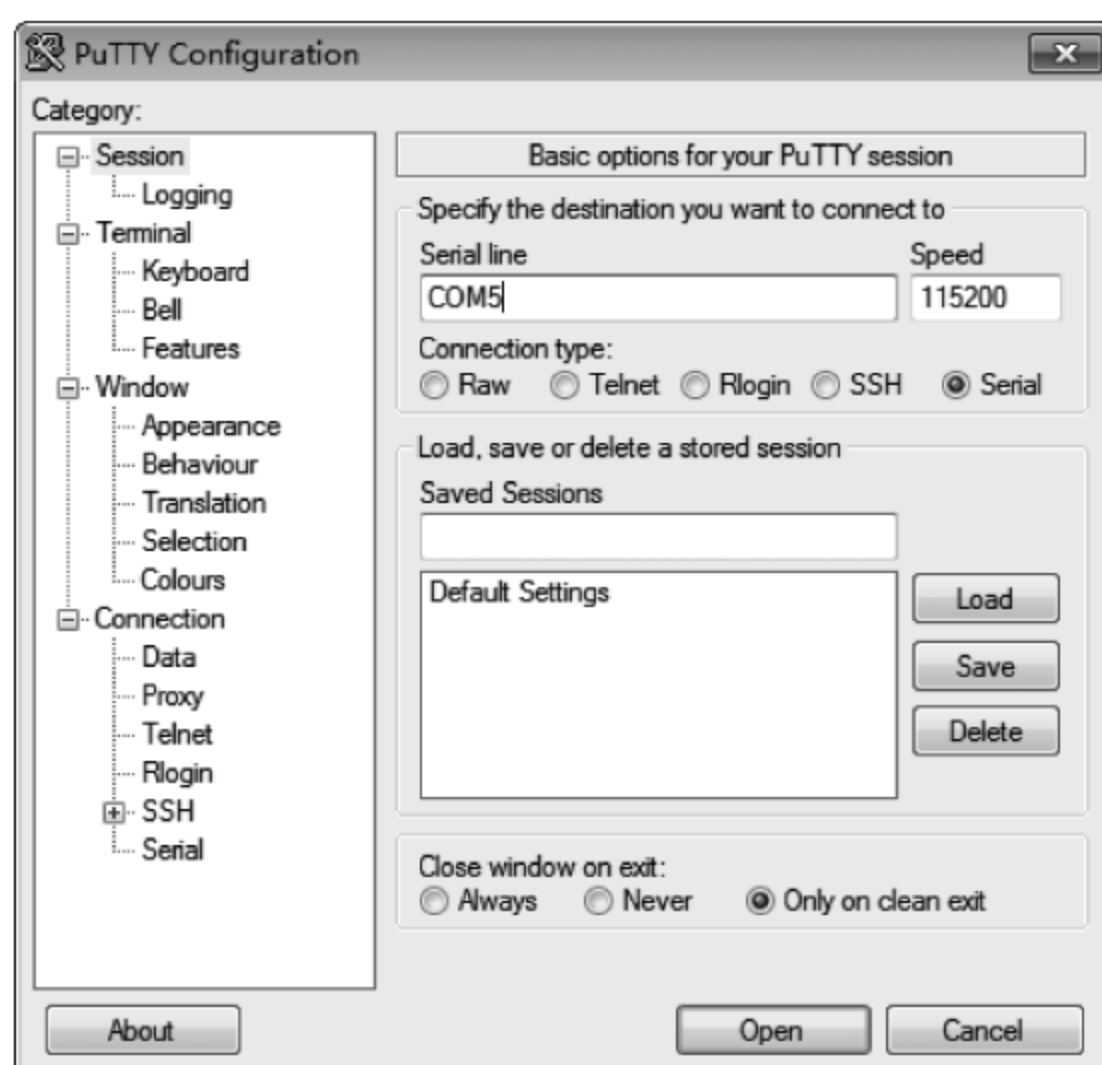 PuTTY Configuration
Category:
Session
Logging
Terminal
Keyboard
Bell
Features
Window
Appearance
Behaviour
Translation
Selection
Colours
Connection
Data
Proxy
Telnet
Rlogin
SSH
Serial
Basic options for your PuTTY session
Specify the destination you want to connect to
Serial line Speed
COM5 115200
Connection type:
Raw Telnet Rlogin SSH Serial
Load, save or delete a stored session
Saved Sessions
Default Settings
Load
Save
Delete
Close window on exit:
Always Never Only on clean exit
About Open Cancel